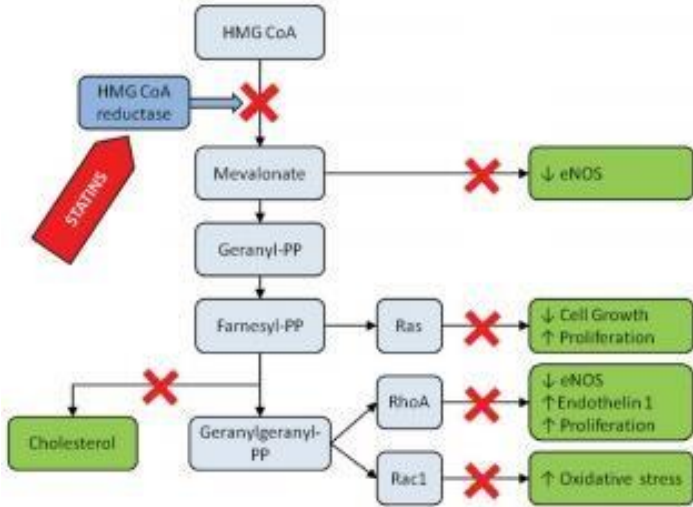 HMG CoA
HMG CoA
reductase
STATINS
Mevalonate
↓ eNOS
Geranyl-PP
Farnesyl-PP
Ras
↓ Cell Growth
↑ Proliferation
Cholesterol
Geranylgeranyl-
PP
RhoA
↓ eNOS
↑Endothelin 1
↑ Proliferation
Rac1
↑ Oxidative stress